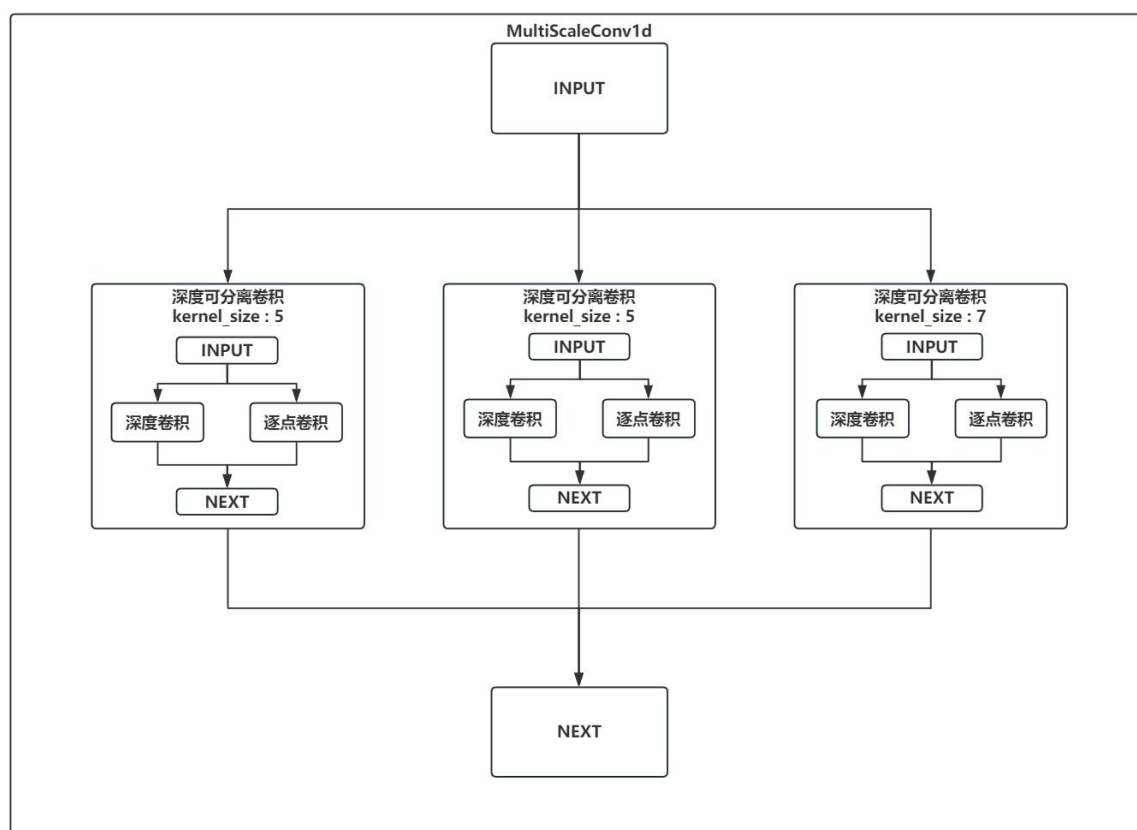 MultiScaleConv1d
INPUT
深度可分离卷积
kernel_size : 5
INPUT
深度卷积
逐点卷积
NEXT
深度可分离卷积
kernel_size : 5
INPUT
深度卷积
逐点卷积
NEXT
深度可分离卷积
kernel_size : 7
INPUT
深度卷积
逐点卷积
NEXT
NEXT